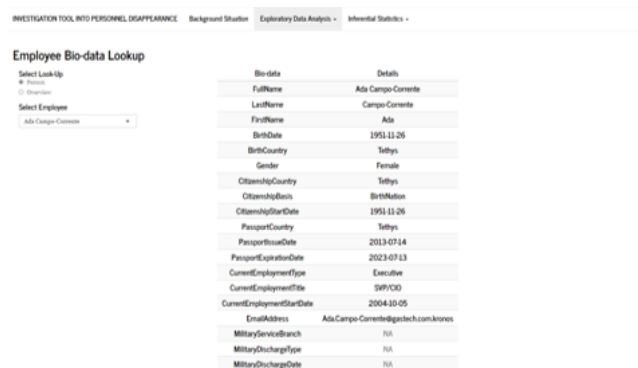 INVESTIGATION TOOL INTO PERSONNEL DISAPPEARANCE Background Situation Exploratory Data Analysis Inferential Statistics
Employee Bio-data Lookup
Select Look-Up
Person
Overview
Select Employee
Ada Campo-Corrente
Bio-data Details
FullName Ada Campo-Corrente
LastName Campo-Corrente
FirstName Ada
BirthDate 1951-11-26
BirthCountry Tethys
Gender Female
CitizenshipCountry Tethys
CitizenshipBasis BirthNation
CitizenshipStartDate 1951-11-26
PassportCountry Tethys
PassportIssueDate 2013-07-14
PassportExpirationDate 2023-07-13
CurrentEmploymentType Executive
CurrentEmploymentTitle SVP/CIO
CurrentEmploymentStartDate 2004-10-05
EmailAddress Ada.Campo-Corrente@gastech.com.kronos
MilitaryServiceBranch NA
MilitaryDischargeType NA
MilitaryDischargeDate NA